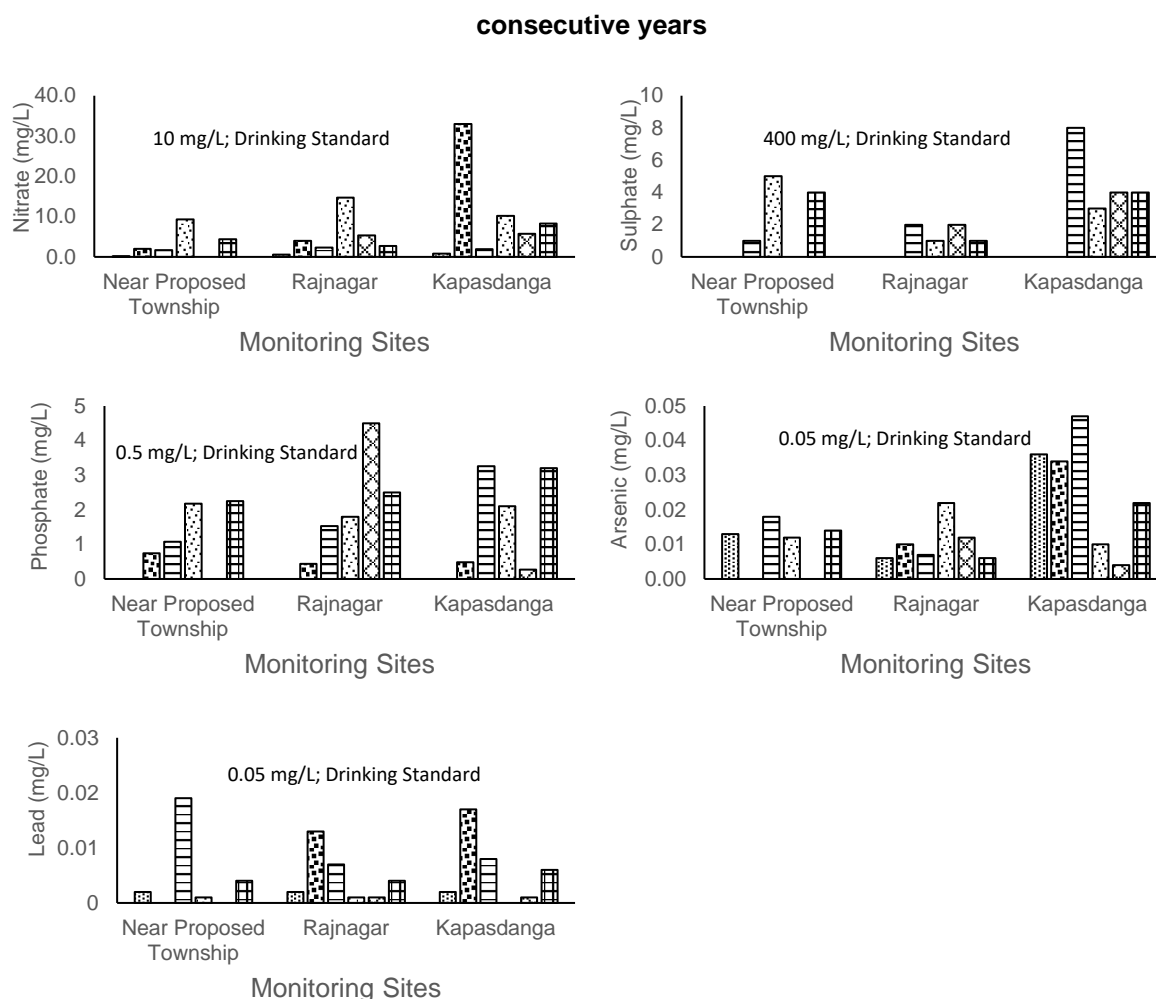 consecutive years
Nitrate (mg/L)
40.0
30.0
20.0
10.0
0.0
10 mg/L; Drinking Standard
Near Proposed
Township
Rajnagar
Kapasdanga
Monitoring Sites
Sulphate (mg/L)
10
8
6
4
2
0
400 mg/L; Drinking Standard
Near Proposed
Township
Rajnagar
Kapasdanga
Monitoring Sites
Phosphate (mg/L)
5
4
3
2
1
0
0.5 mg/L; Drinking Standard
Near Proposed
Township
Rajnagar
Kapasdanga
Monitoring Sites
Arsenic (mg/L)
0.05
0.04
0.03
0.02
0.01
0.00
0.05 mg/L; Drinking Standard
Near Proposed
Township
Rajnagar
Kapasdanga
Monitoring Sites
Lead (mg/L)
0.03
0.02
0.01
0
0.05 mg/L; Drinking Standard
Near Proposed
Township
Rajnagar
Kapasdanga
Monitoring Sites